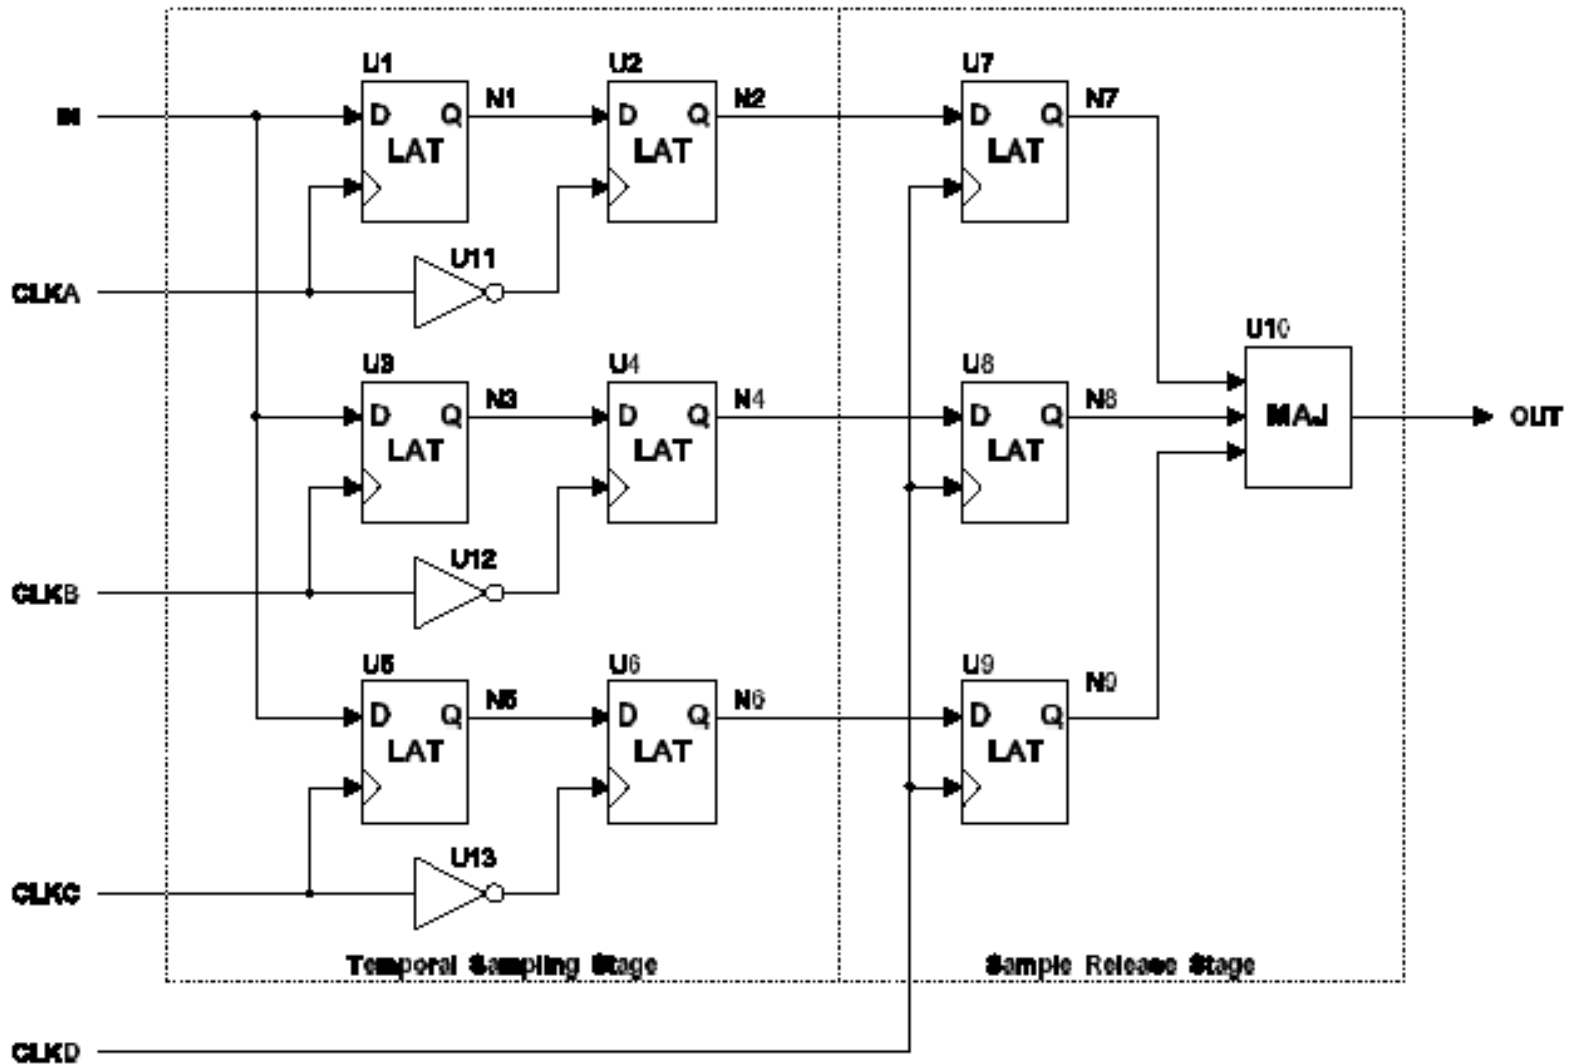 U1 U2 U7
IN D Q N1 D Q N2 D Q N7
LAT LAT LAT
U11
CLKA
U10
U3 U4 U8
D Q N3 D Q N4 D Q N8 MAJ OUT
LAT LAT LAT
U12
CLKB
U5 U6 U9
D Q N5 D Q N6 D Q N9
LAT LAT LAT
U13
CLKC
Temporal Sampling Stage Sample Release Stage
CLKD